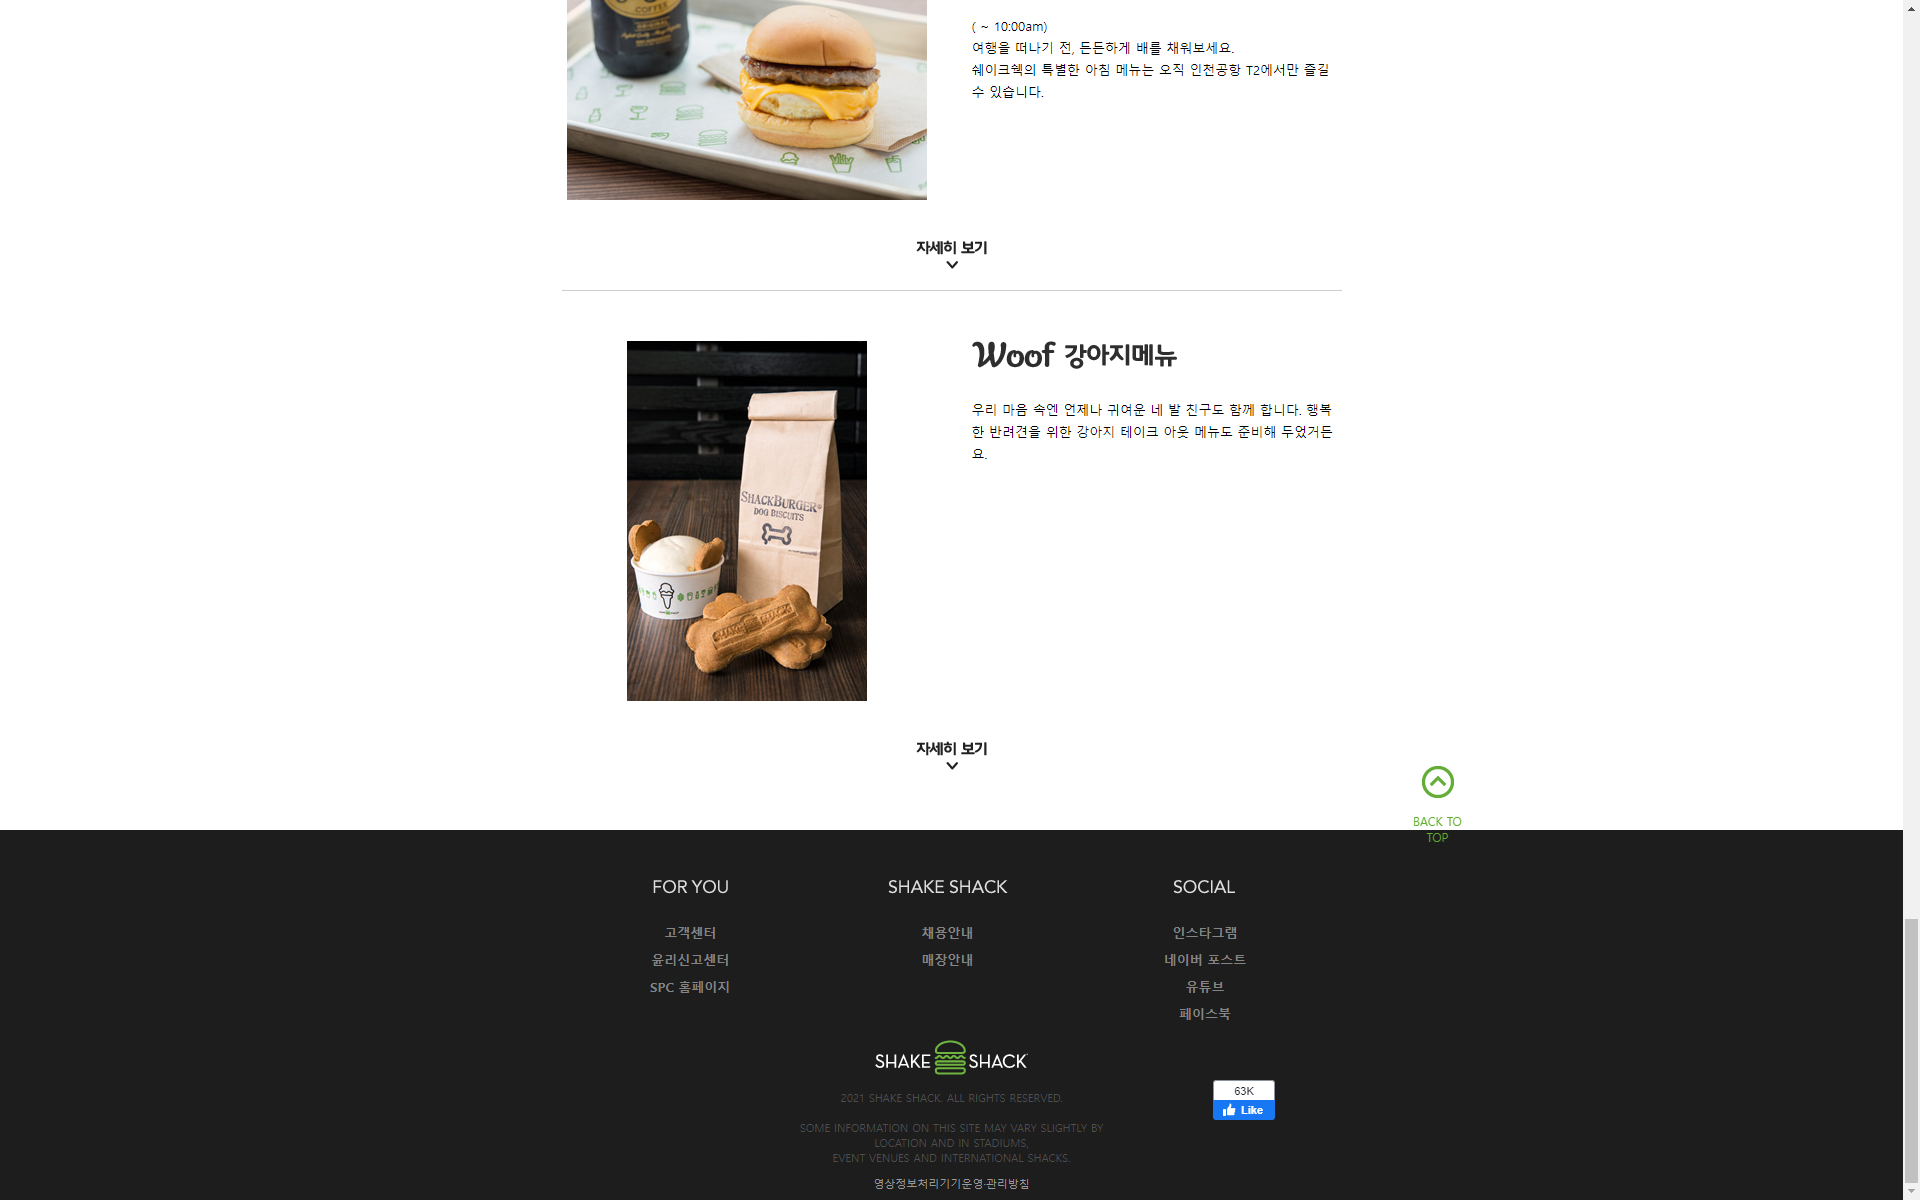 COFFEE
( ~ 10:00am)
여행을 떠나기 전, 든든하게 배를 채워보세요.
쉐이크쉑의 특별한 아침 메뉴는 오직 인천공항 T2에서만 즐길
수 있습니다.
자세히 보기
Woof 강아지메뉴
우리 마음 속엔 언제나 귀여운 네 발 친구도 함께 합니다. 행복
한 반려견을 위한 강아지 테이크 아웃 메뉴도 준비해 두었거든
요.
SHACKBURGER
DOG BISCUITS
자세히 보기
BACK TO
TOP
FOR YOU
고객센터
윤리신고센터
SPC 홈페이지
SHAKE SHACK
채용안내
매장안내
SOCIAL
인스타그램
네이버 포스트
유튜브
페이스북
SHAKE SHACK
2021 SHAKE SHACK. ALL RIGHTS RESERVED.
63K
Like
SOME INFORMATION ON THIS SITE MAY VARY SLIGHTLY BY
LOCATION AND IN STADIUMS,
EVENT VENUES AND INTERNATIONAL SHACKS.
영상정보처리기기운영·관리방침